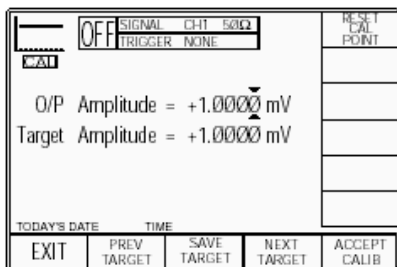 OFF SIGNAL CH1 50Ω
TRIGGER NONE
RESET CAL POINT
CAL
O/P Amplitude = +1.0000 mV
Target Amplitude = +1.0000 mV
TODAY'S DATE TIME
EXIT
PREV TARGET
SAVE TARGET
NEXT TARGET
ACCEPT CALIB